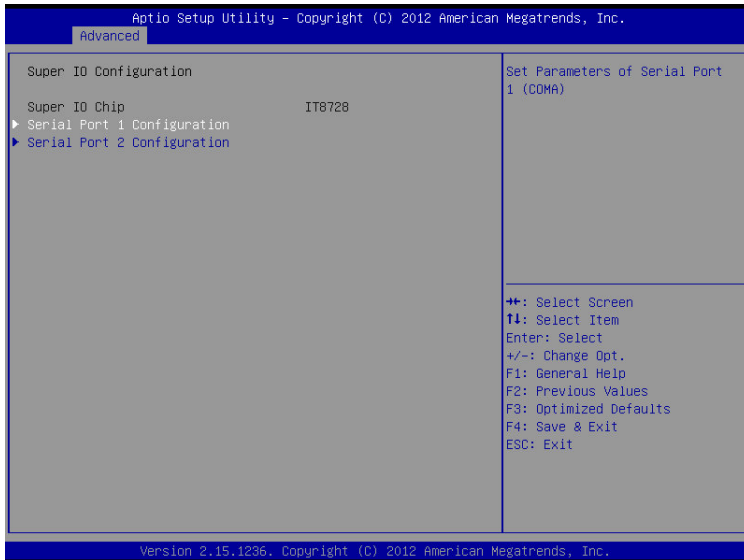 Aptio Setup Utility - Copyright (C) 2012 American Megatrends, Inc.
Advanced
Super IO Configuration
Super IO Chip IT8728
Serial Port 1 Configuration
Serial Port 2 Configuration
Set Parameters of Serial Port
1 (COMA)
→←: Select Screen
↑↓: Select Item
Enter: Select
+/-: Change Opt.
F1: General Help
F2: Previous Values
F3: Optimized Defaults
F4: Save & Exit
ESC: Exit
Version 2.15.1236. Copyright (C) 2012 American Megatrends, Inc.